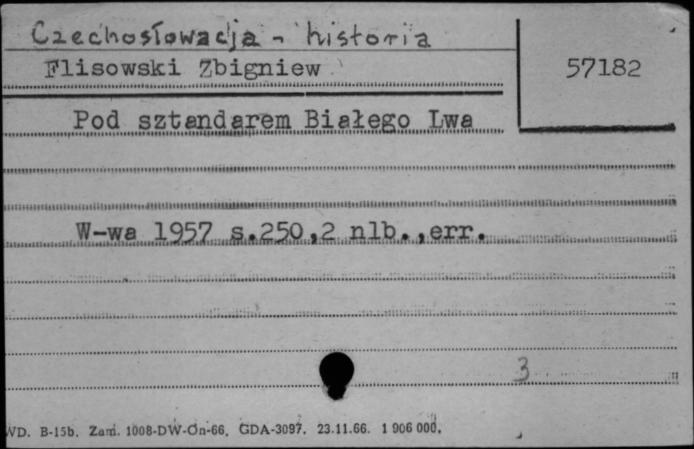 Czechosłowacja - historia
Flisowski Zbigniew
57182
Pod sztandarem Białego Lwa
W-wa 1957 s.250,2 nlb.,err.
3
WD. B-15b. Zam. 1008-DW-On-66. GDA-3097. 23.11.66. 1 906 000.